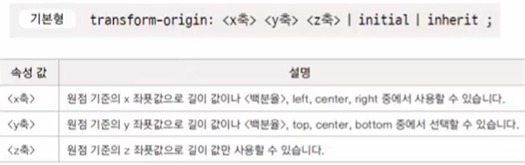 기본형 transform-origin: <x축> <y축> <z축> | initial | inherit ;
속성 값 설명
<x축> 원점 기준의 x 좌푯값으로 길이 값이나 <백분율>, left, center, right 중에서 사용할 수 있습니다.
<y축> 원점 기준의 y 좌푯값으로 길이 값이나 <백분율>, top, center, bottom 중에서 선택할 수 있습니다.
<z축> 원점 기준의 z 좌푯값으로 길이 값만 사용할 수 있습니다.